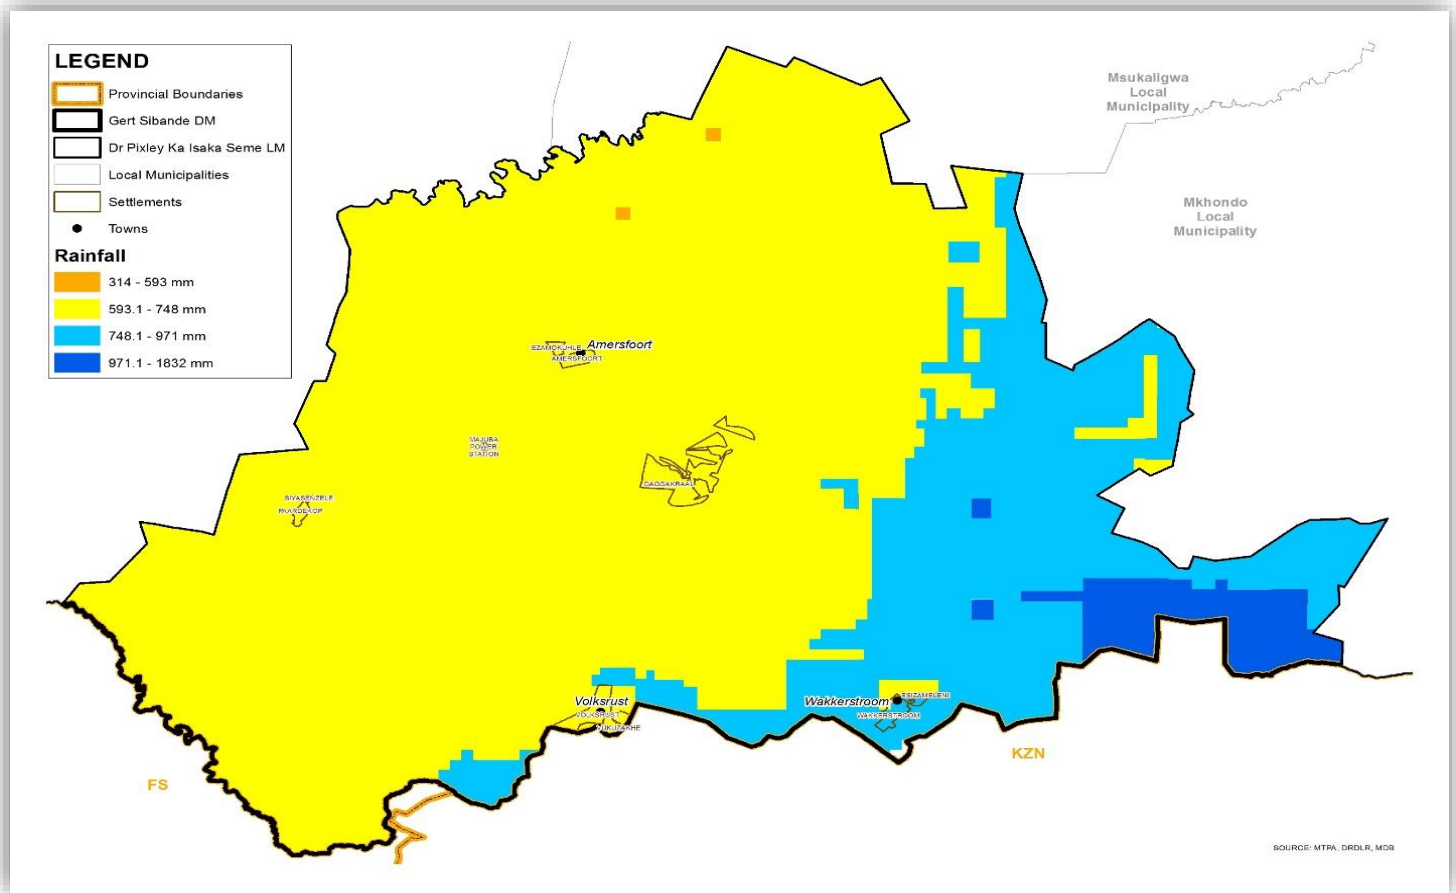 LEGEND
Provincial Boundaries
Gert Sibande DM
Dr Pixley Ka Isaka Seme LM
Local Municipalities
Settlements
Towns
Rainfall
314 - 593 mm
593.1 - 748 mm
748.1 - 971 mm
971.1 - 1832 mm
Msukaligwa
Local
Municipality
Mkhondo
Local
Municipality
Amersfoort
EZAMOKUHLE
AMERSFOORT
MAJUBA
POWER
STATION
DAGGAKRAAL
SIYASENZELE
PAARDEKOP
Volksrust
VOLKSRUST
VUKUZAKHE
Wakkerstroom
ESIZAMELENI
WAKKERSTROOM
FS
KZN
SOURCE: MTPA, DRDLR, MDB